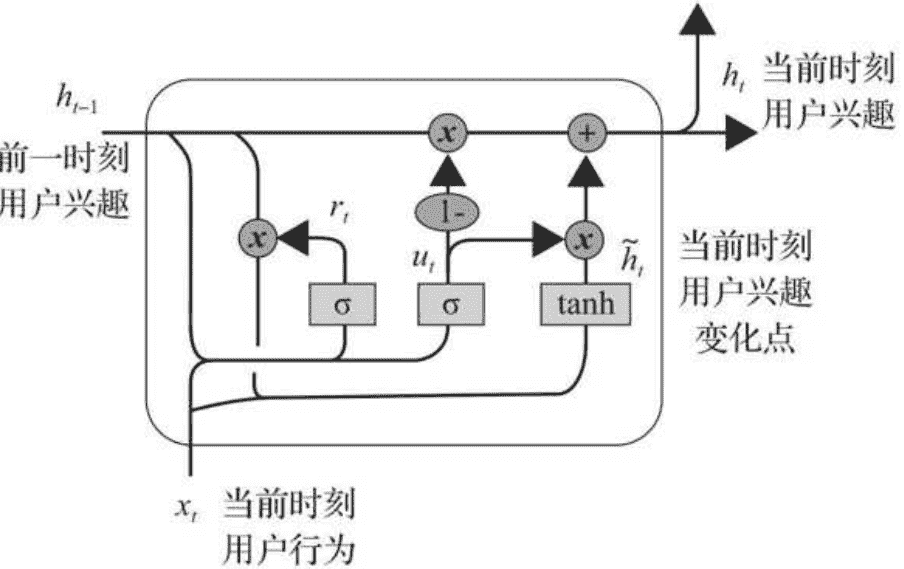 h_{t-1}
前一时刻
用户兴趣
x
+
h_t 当前时刻
用户兴趣
r_t
1-
x
u_t
x
h̃_t
当前时刻
用户兴趣
变化点
σ
σ
tanh
x_t 当前时刻
用户行为